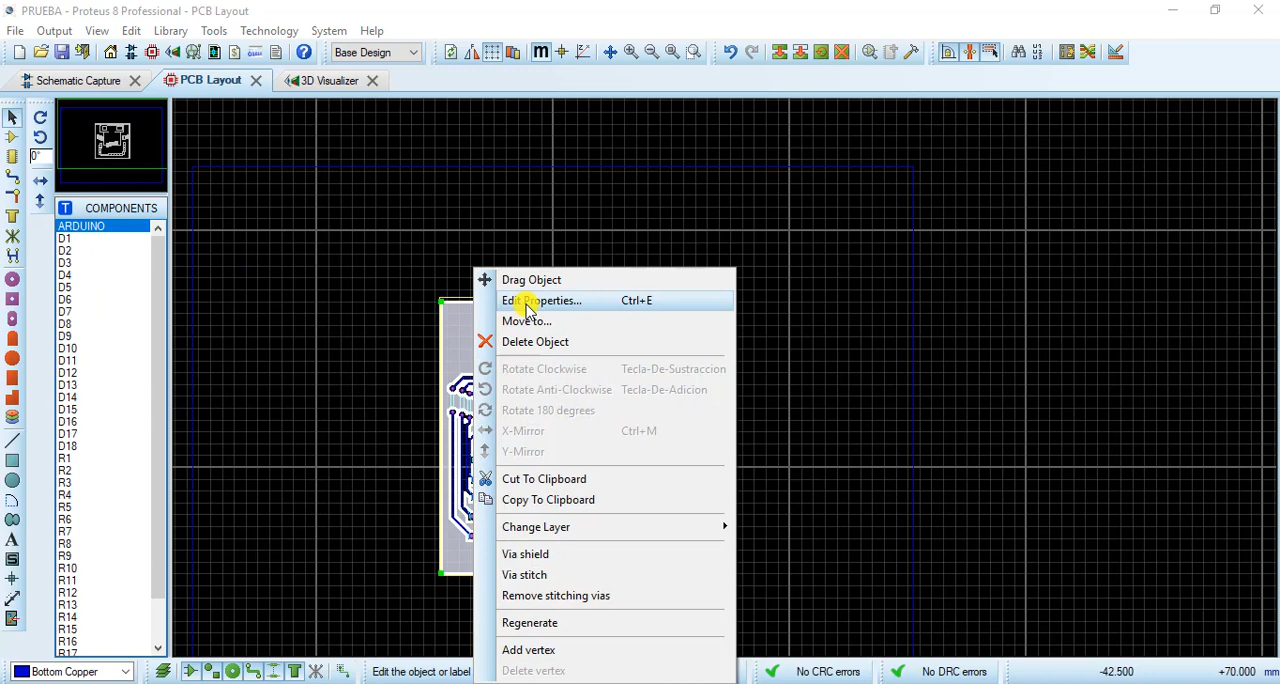 PRUEBA - Proteus 8 Professional - PCB Layout
File Output View Edit Library Tools Technology System Help
Base Design
Schematic Capture PCB Layout 3D Visualizer
0°
T COMPONENTS
ARDUINO
D1
D2
D3
D4
D5
D6
D7
D8
D9
D10
D11
D12
D13
D14
D15
D16
D17
D18
R1
R2
R3
R4
R5
R6
R7
R8
R9
R10
R11
R12
R13
R14
R15
R16
R17
Drag Object
Edit Properties... Ctrl+E
Move to...
Delete Object
Rotate Clockwise Tecla-De-Sustraccion
Rotate Anti-Clockwise Tecla-De-Adicion
Rotate 180 degrees
X-Mirror Ctrl+M
Y-Mirror
Cut To Clipboard
Copy To Clipboard
Change Layer
Via shield
Via stitch
Remove stitching vias
Regenerate
Add vertex
Delete vertex
Bottom Copper Edit the object or label No CRC errors No DRC errors -42.500 +70.000 mm